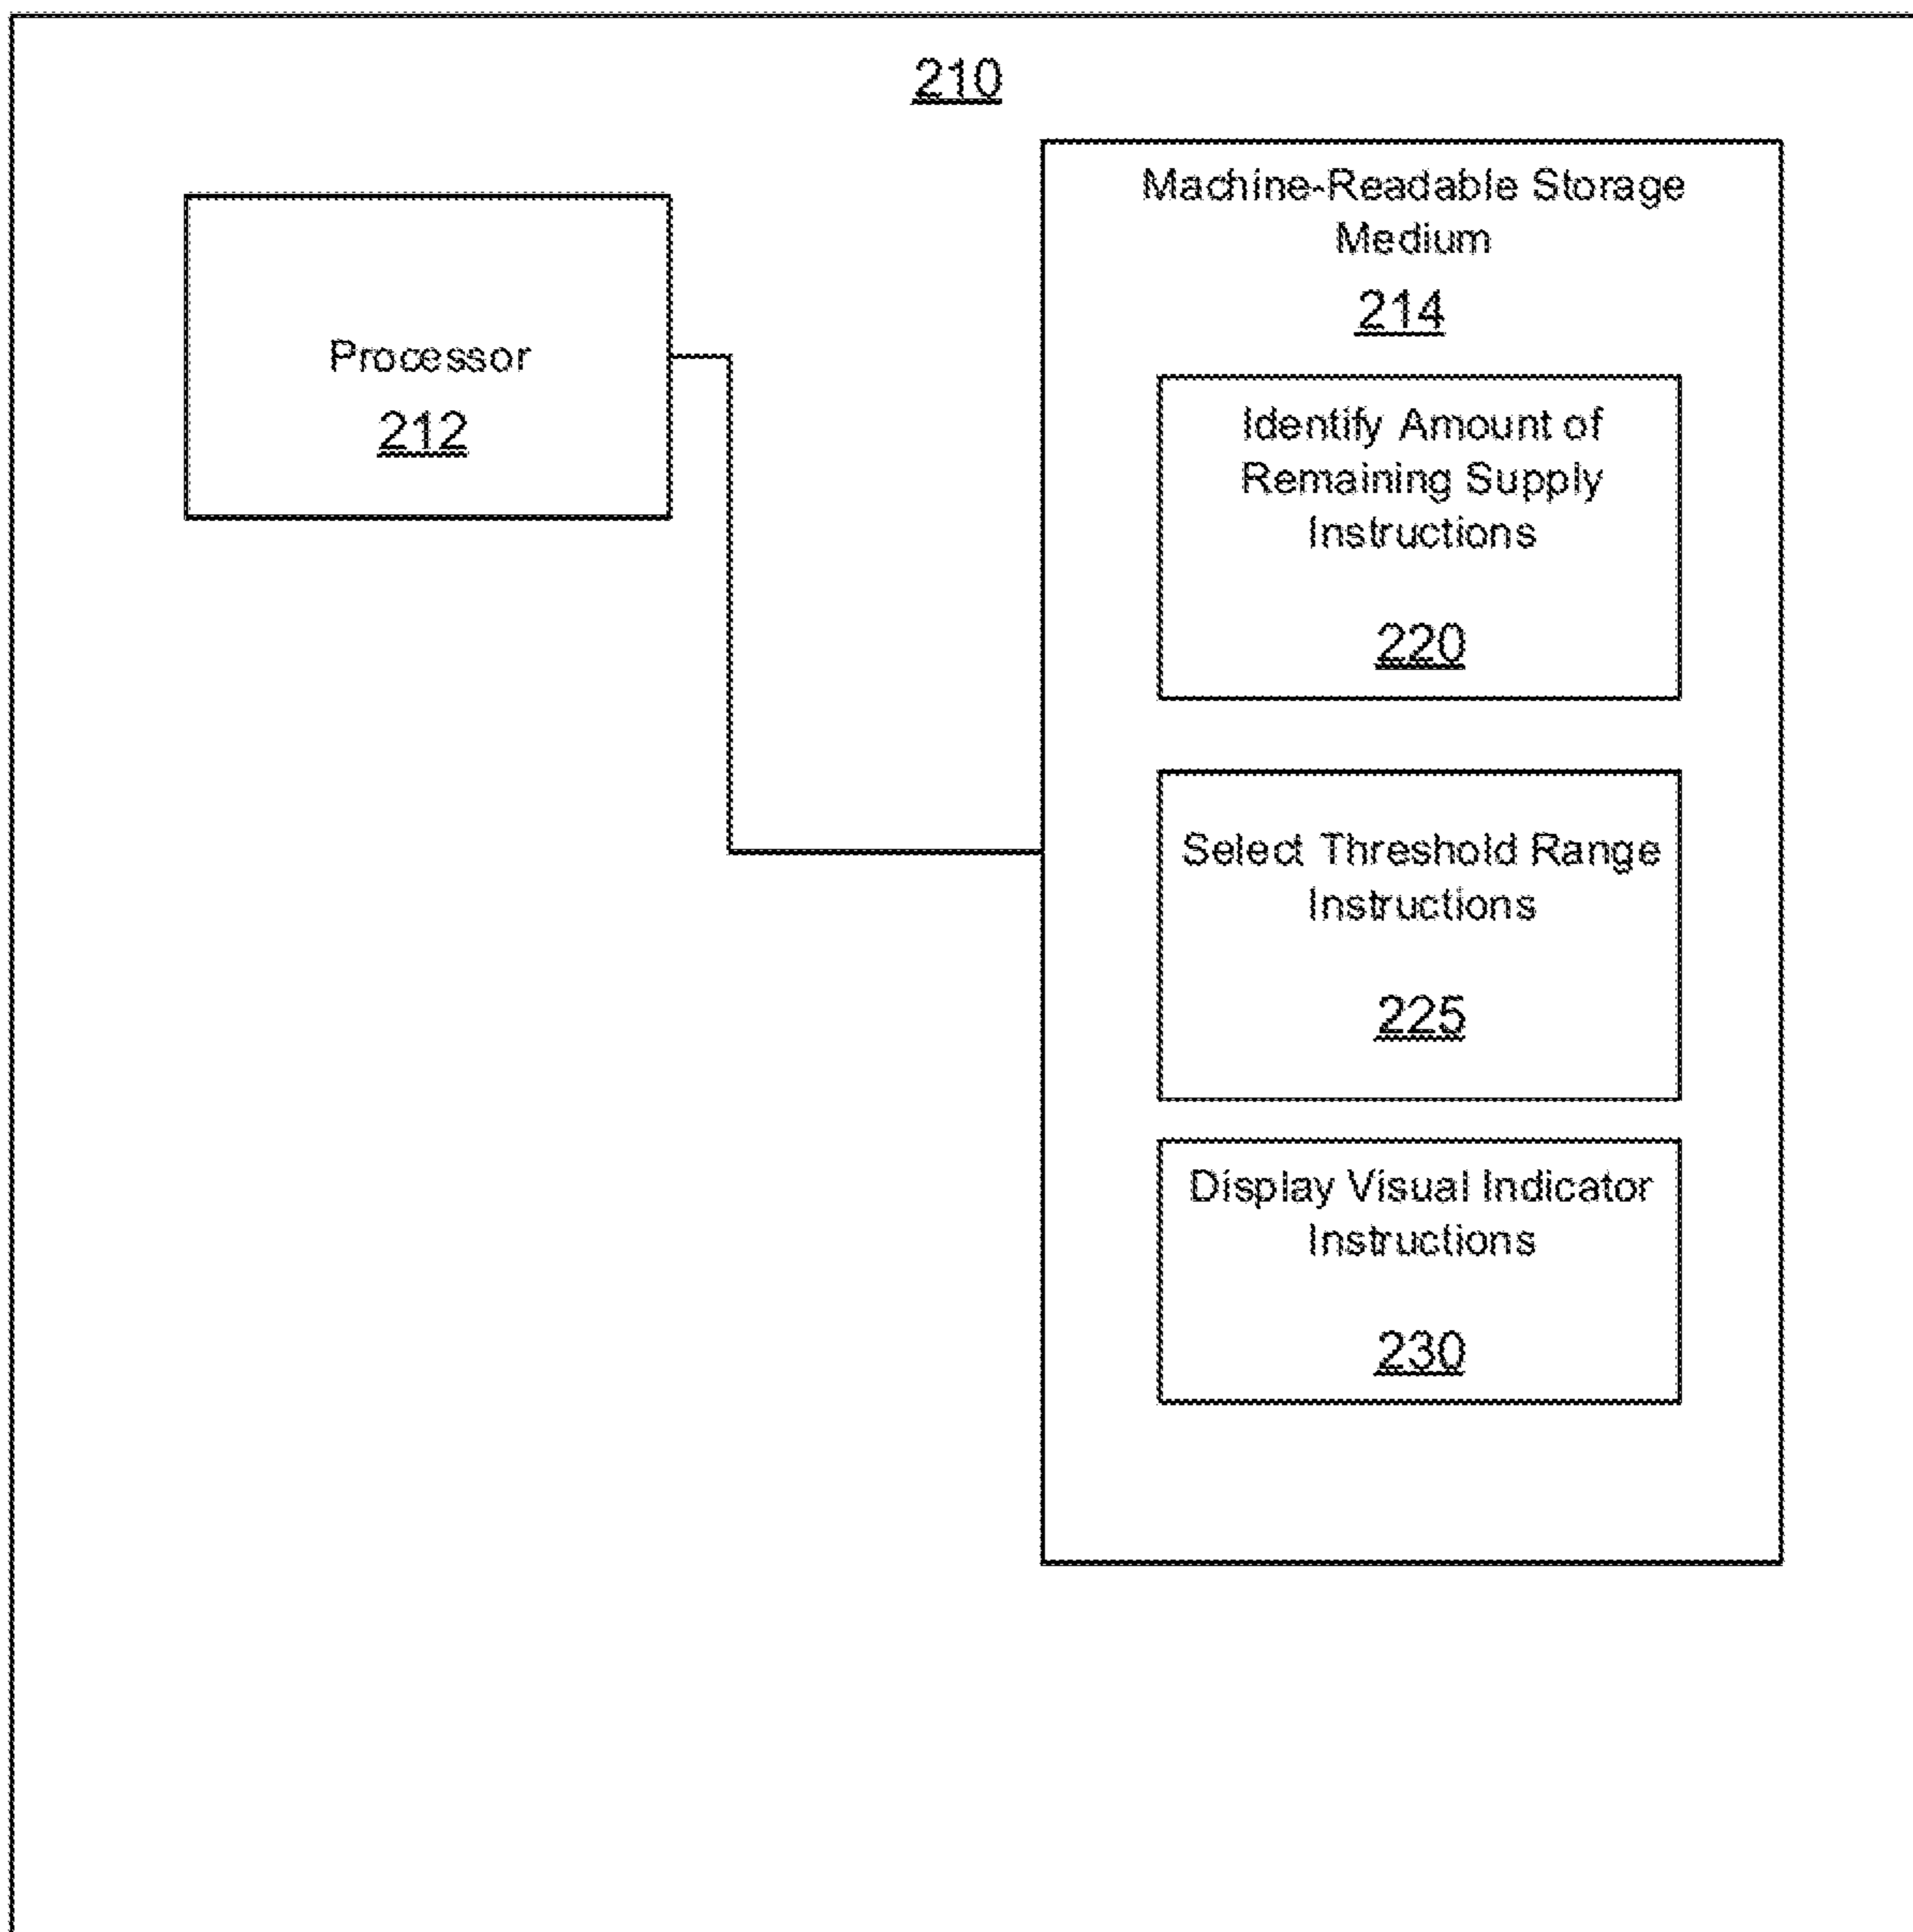 210
Processor
212
Machine-Readable Storage
Medium
214
Identify Amount of
Remaining Supply
Instructions
220
Select Threshold Range
Instructions
225
Display Visual Indicator
Instructions
230